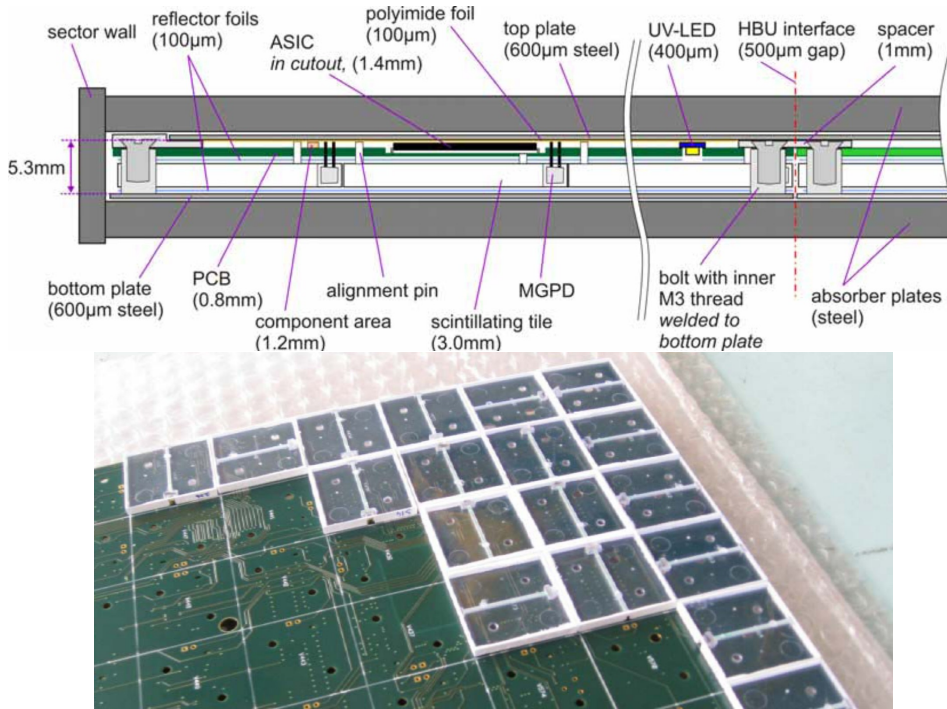 sector wall
reflector foils
(100µm)
ASIC
in cutout, (1.4mm)
polyimide foil
(100µm)
top plate
(600µm steel)
UV-LED
(400µm)
HBU interface
(500µm gap)
spacer
(1mm)
5.3mm
bottom plate
(600µm steel)
PCB
(0.8mm)
component area
(1.2mm)
alignment pin
scintillating tile
(3.0mm)
MGPD
bolt with inner
M3 thread
welded to
bottom plate
absorber plates
(steel)